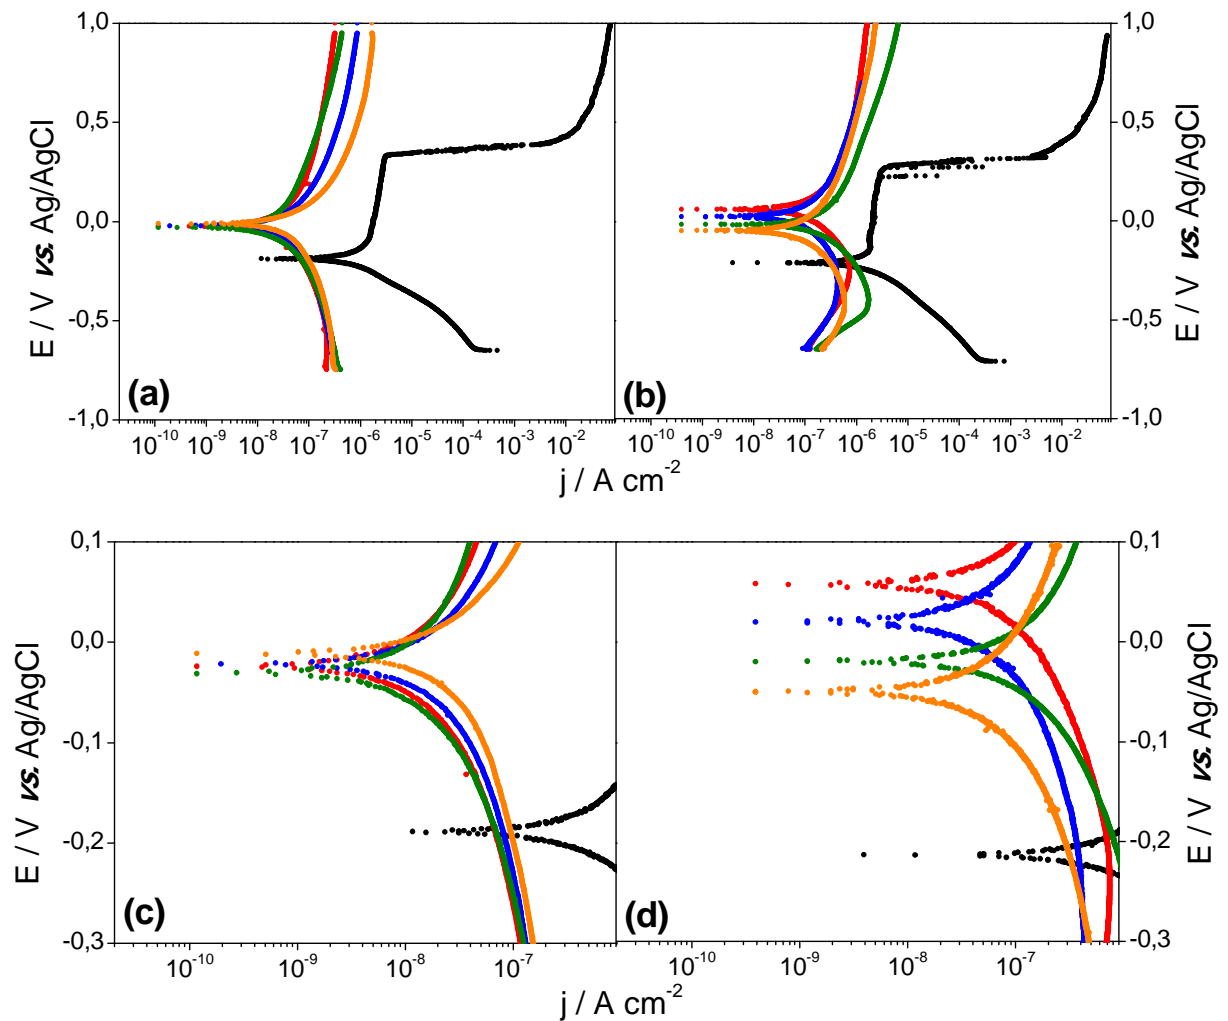 1,0
0,5
0,0
-0,5
-1,0
E / V vs. Ag/AgCl
(a)
10-10 10-9 10-8 10-7 10-6 10-5 10-4 10-3 10-2
1,0
0,5
0,0
-0,5
-1,0
E / V vs. Ag/AgCl
(b)
10-10 10-9 10-8 10-7 10-6 10-5 10-4 10-3 10-2
j / A cm-2
0,1
0,0
-0,1
-0,2
-0,3
E / V vs. Ag/AgCl
(c)
10-10 10-9 10-8 10-7
0,1
0,0
-0,1
-0,2
-0,3
E / V vs. Ag/AgCl
(d)
10-10 10-9 10-8 10-7
j / A cm-2